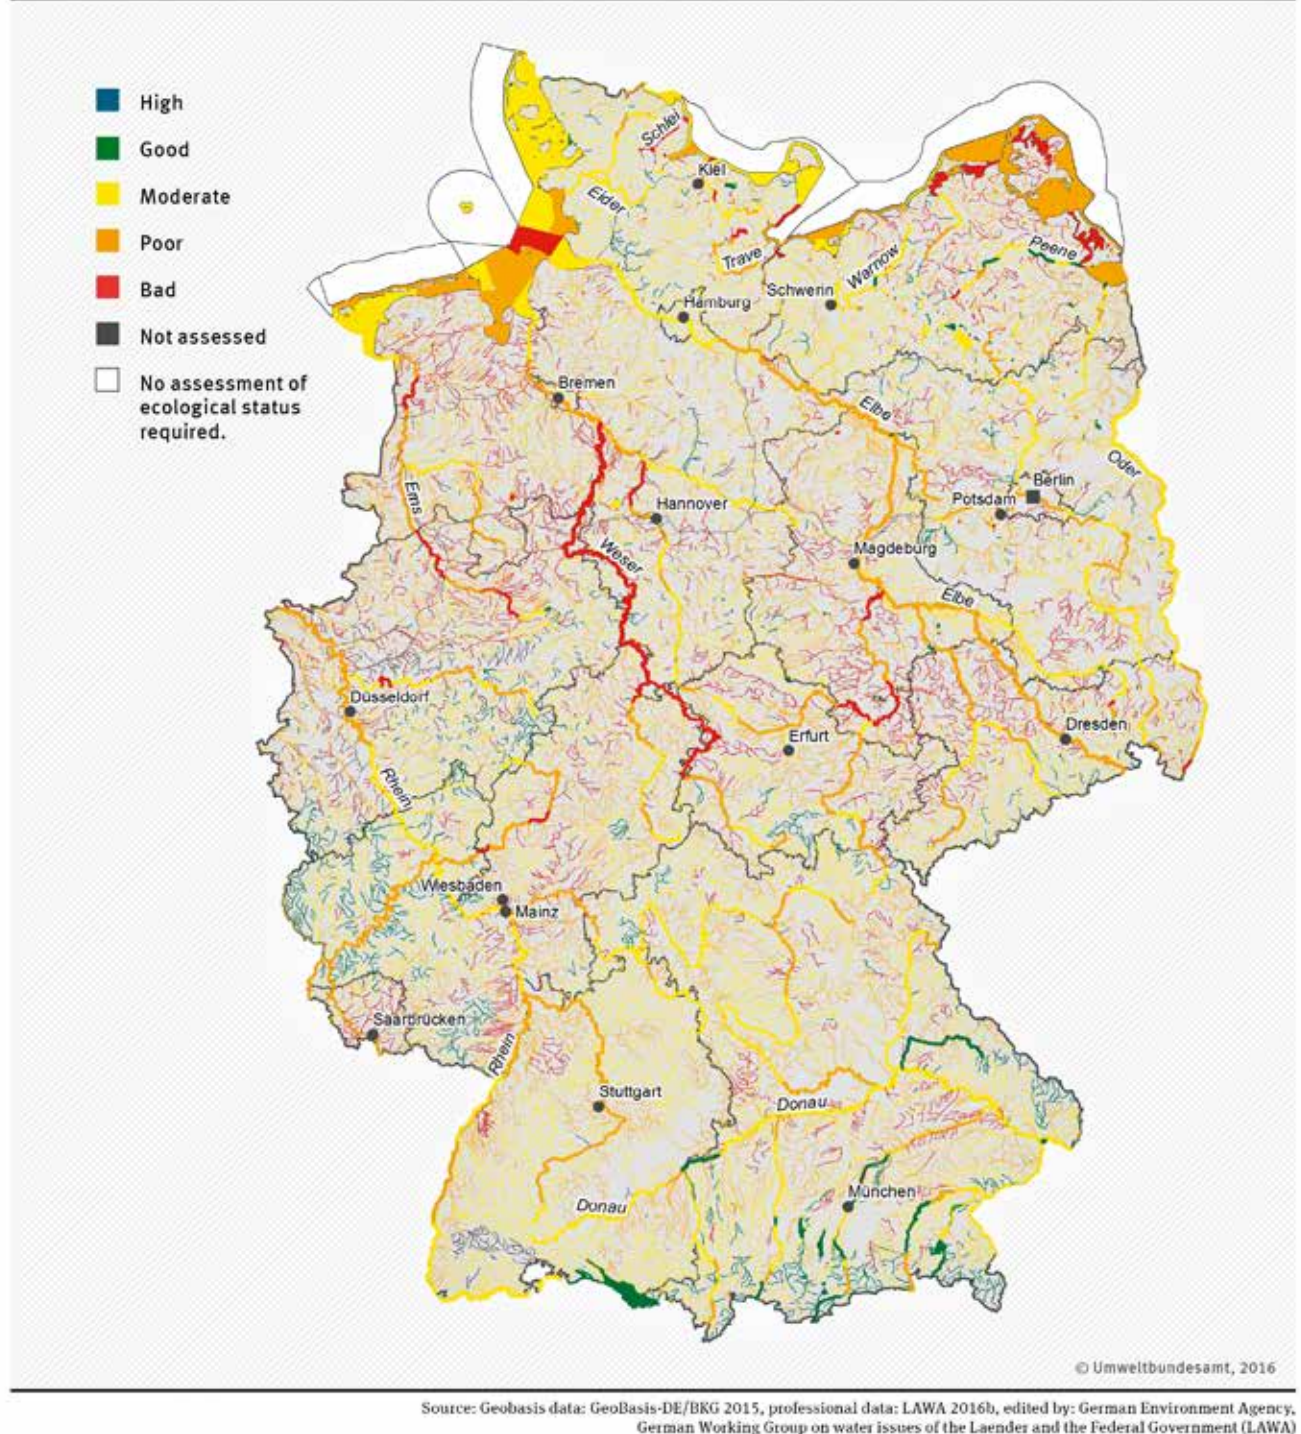 High
Good
Moderate
Poor
Bad
Not assessed
No assessment of
ecological status
required.
Schlei
Kiel
Eider
Trave
Warnow
Peene
Schwerin
Hamburg
Bremen
Elbe
Oder
Berlin
Potsdam
Ems
Hannover
Weser
Magdeburg
Elbe
Düsseldorf
Dresden
Erfurt
Rhein
Wiesbaden
Mainz
Saarbrücken
Rhein
Stuttgart
Donau
München
Donau
© Umweltbundesamt, 2016
Source: Geobasis data: GeoBasis-DE/BKG 2015, professional data: LAWA 2016b, edited by: German Environment Agency,
German Working Group on water issues of the Laender and the Federal Government (LAWA)